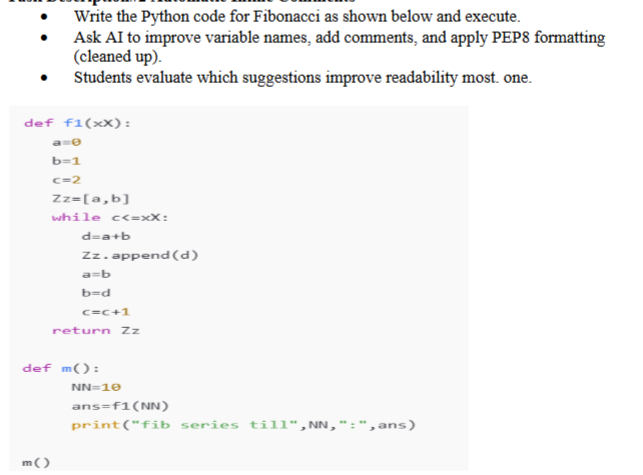 • Write the Python code for Fibonacci as shown below and execute.
• Ask AI to improve variable names, add comments, and apply PEP8 formatting
(cleaned up).
• Students evaluate which suggestions improve readability most. one.
def f1(xX):
    a=0
    b=1
    c=2
    Zz=[a,b]
    while c<=xX:
        d=a+b
        Zz.append(d)
        a=b
        b=d
        c=c+1
    return Zz
def m():
    NN=10
    ans=f1(NN)
    print("fib series till",NN,":",ans)
m()